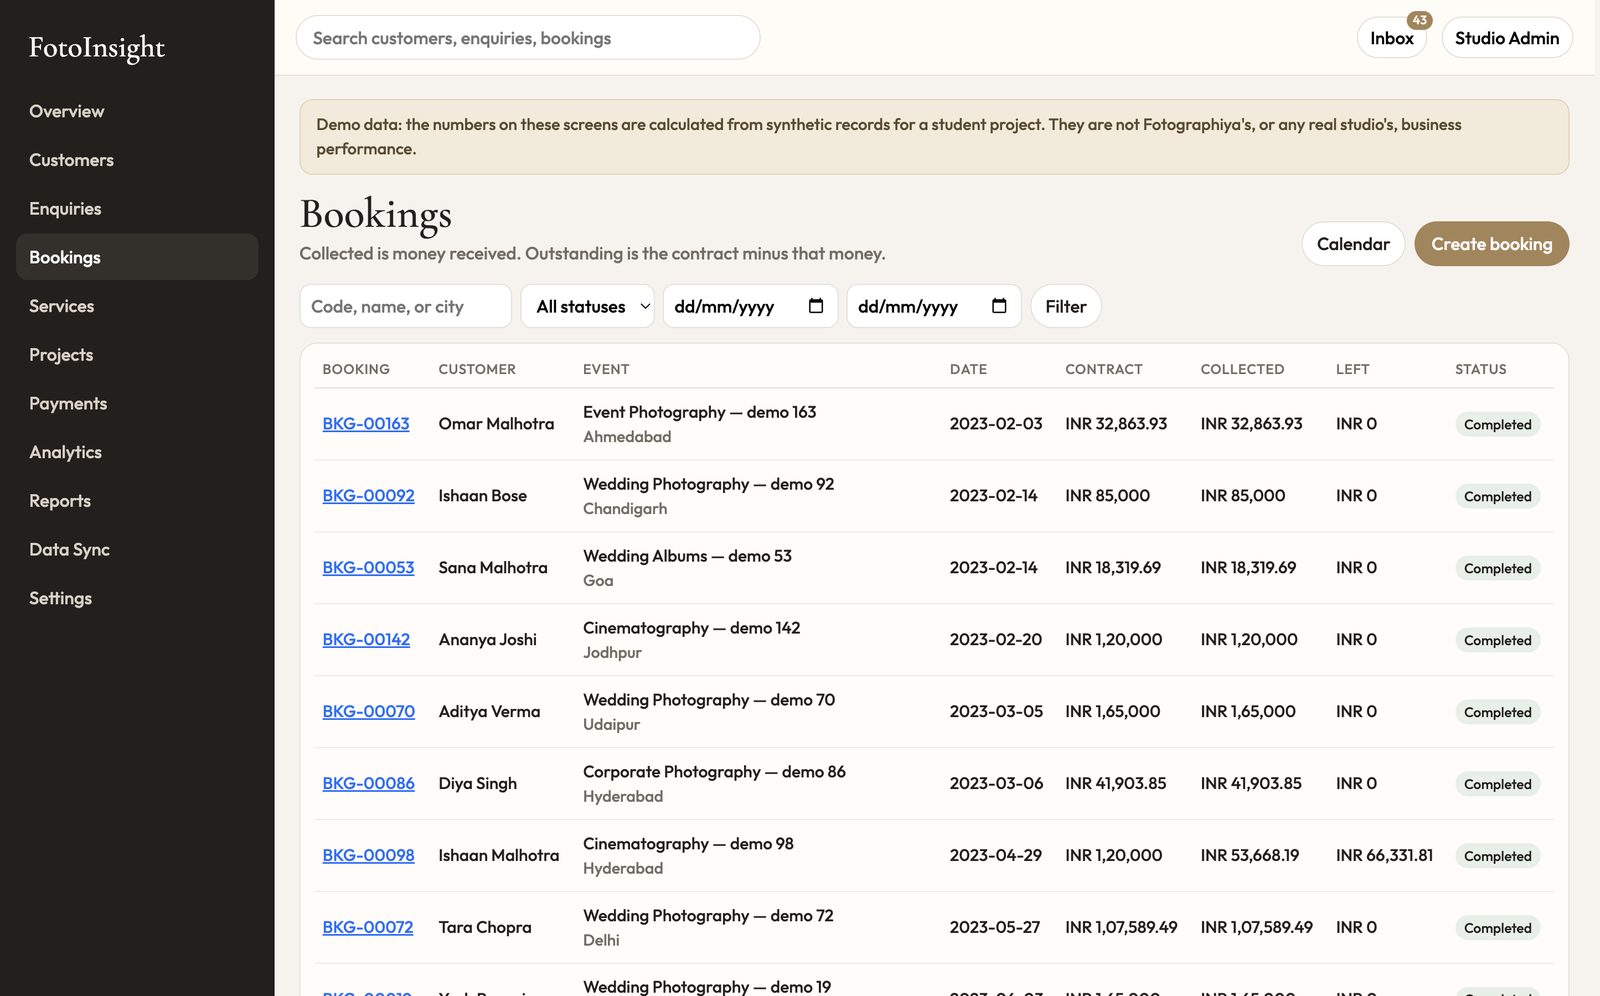 FotoInsight
Overview
Customers
Enquiries
Bookings
Services
Projects
Payments
Analytics
Reports
Data Sync
Settings
Search customers, enquiries, bookings
Inbox
43
Studio Admin
Demo data: the numbers on these screens are calculated from synthetic records for a student project. They are not Fotographiya's, or any real studio's, business
performance.
Bookings
Collected is money received. Outstanding is the contract minus that money.
Calendar
Create booking
Code, name, or city
All statuses
dd/mm/yyyy
dd/mm/yyyy
Filter
BOOKING CUSTOMER EVENT DATE CONTRACT COLLECTED LEFT STATUS
BKG-00163 Omar Malhotra Event Photography — demo 163 2023-02-03 INR 32,863.93 INR 32,863.93 INR 0 Completed
Ahmedabad
BKG-00092 Ishaan Bose Wedding Photography — demo 92 2023-02-14 INR 85,000 INR 85,000 INR 0 Completed
Chandigarh
BKG-00053 Sana Malhotra Wedding Albums — demo 53 2023-02-14 INR 18,319.69 INR 18,319.69 INR 0 Completed
Goa
BKG-00142 Ananya Joshi Cinematography — demo 142 2023-02-20 INR 1,20,000 INR 1,20,000 INR 0 Completed
Jodhpur
BKG-00070 Aditya Verma Wedding Photography — demo 70 2023-03-05 INR 1,65,000 INR 1,65,000 INR 0 Completed
Udaipur
BKG-00086 Diya Singh Corporate Photography — demo 86 2023-03-06 INR 41,903.85 INR 41,903.85 INR 0 Completed
Hyderabad
BKG-00098 Ishaan Malhotra Cinematography — demo 98 2023-04-29 INR 1,20,000 INR 53,668.19 INR 66,331.81 Completed
Hyderabad
BKG-00072 Tara Chopra Wedding Photography — demo 72 2023-05-27 INR 1,07,589.49 INR 1,07,589.49 INR 0 Completed
Delhi
Wedding Photography — demo 19